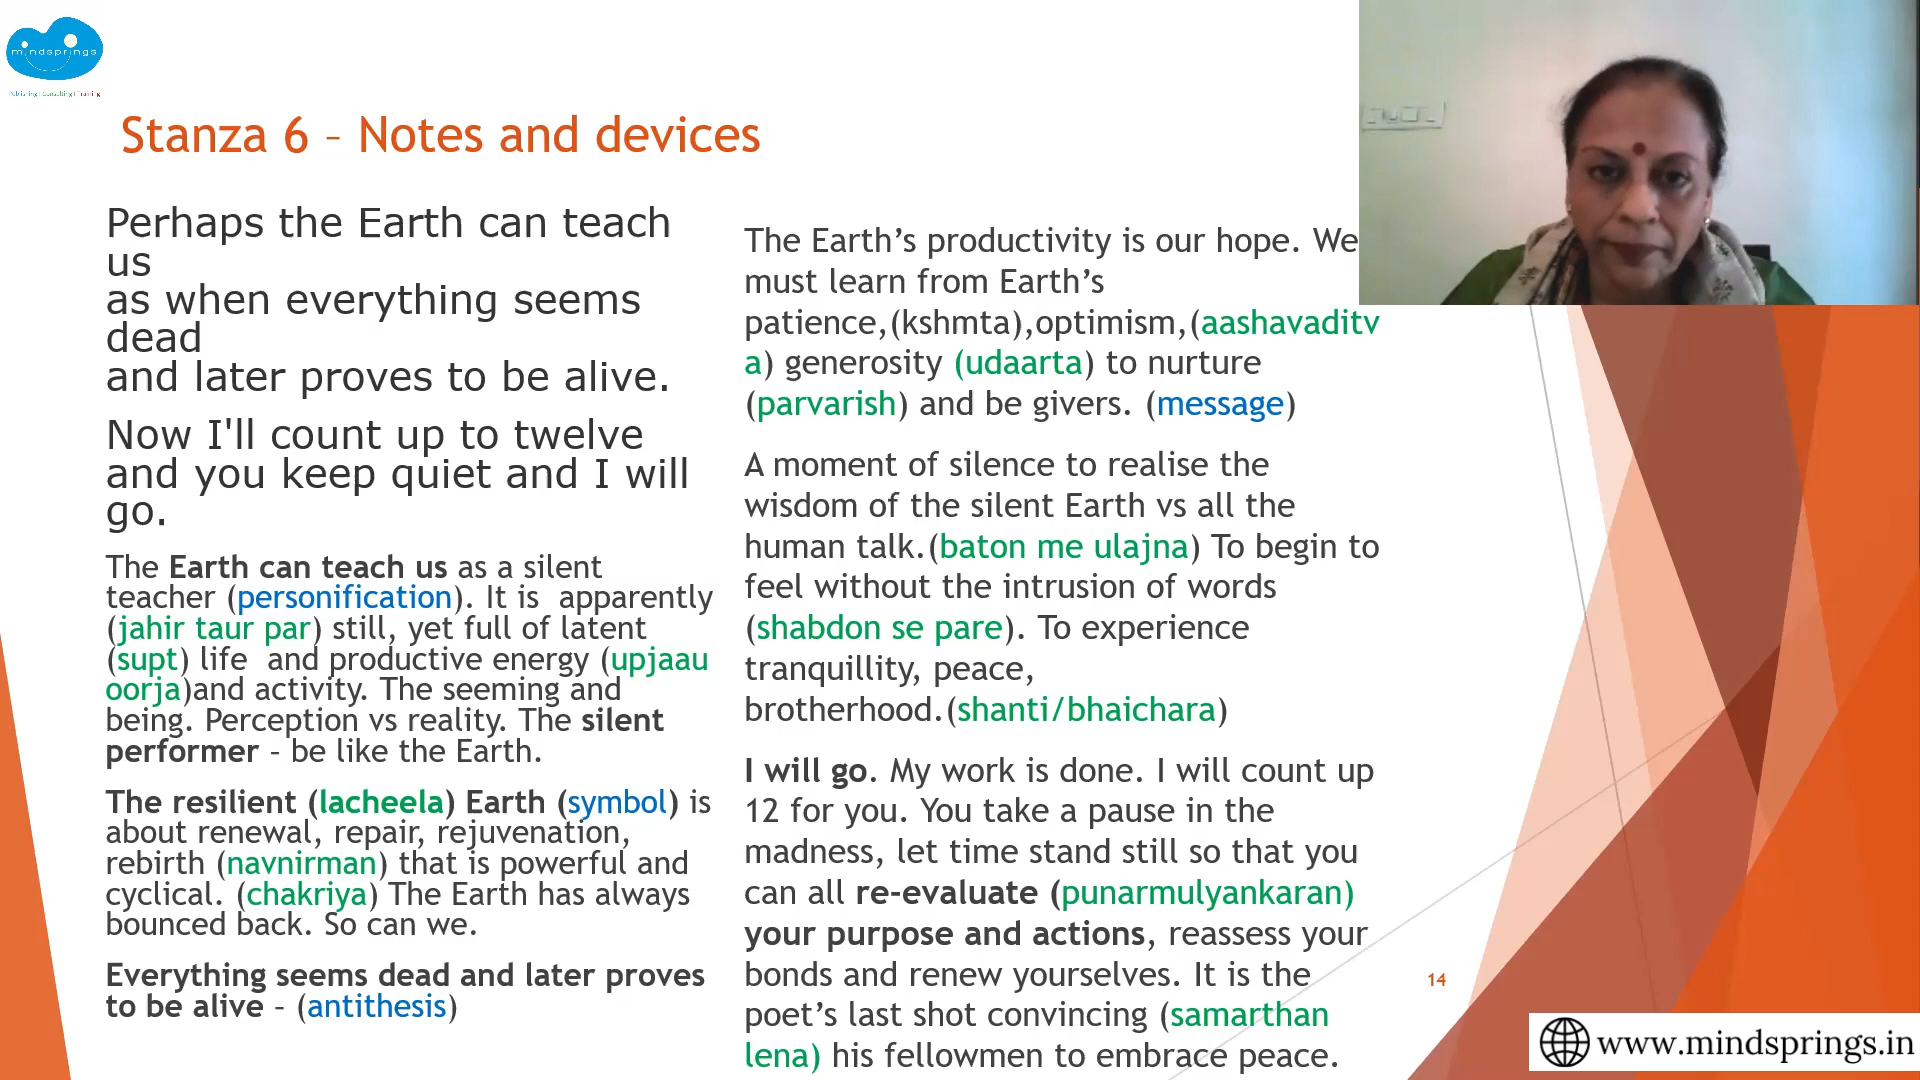 mindsprings
Publishing I Consulting I Training
Stanza 6 – Notes and devices
Perhaps the Earth can teach
us
as when everything seems
dead
and later proves to be alive.
Now I'll count up to twelve
and you keep quiet and I will
go.
The Earth can teach us as a silent
teacher (personification). It is apparently
(jahir taur par) still, yet full of latent
(supt) life and productive energy (upjaau
oorja)and activity. The seeming and
being. Perception vs reality. The silent
performer – be like the Earth.
The resilient (lacheela) Earth (symbol) is
about renewal, repair, rejuvenation,
rebirth (navnirman) that is powerful and
cyclical. (chakriya) The Earth has always
bounced back. So can we.
Everything seems dead and later proves
to be alive – (antithesis)
The Earth’s productivity is our hope. We
must learn from Earth’s
patience,(kshmta),optimism,(aashavaditv
a) generosity (udaarta) to nurture
(parvarish) and be givers. (message)
A moment of silence to realise the
wisdom of the silent Earth vs all the
human talk.(baton me ulajna) To begin to
feel without the intrusion of words
(shabdon se pare). To experience
tranquillity, peace,
brotherhood.(shanti/bhaichara)
I will go. My work is done. I will count up
12 for you. You take a pause in the
madness, let time stand still so that you
can all re-evaluate (punarmulyankaran)
your purpose and actions, reassess your
bonds and renew yourselves. It is the
poet’s last shot convincing (samarthan
lena) his fellowmen to embrace peace.
14
www.mindsprings.in